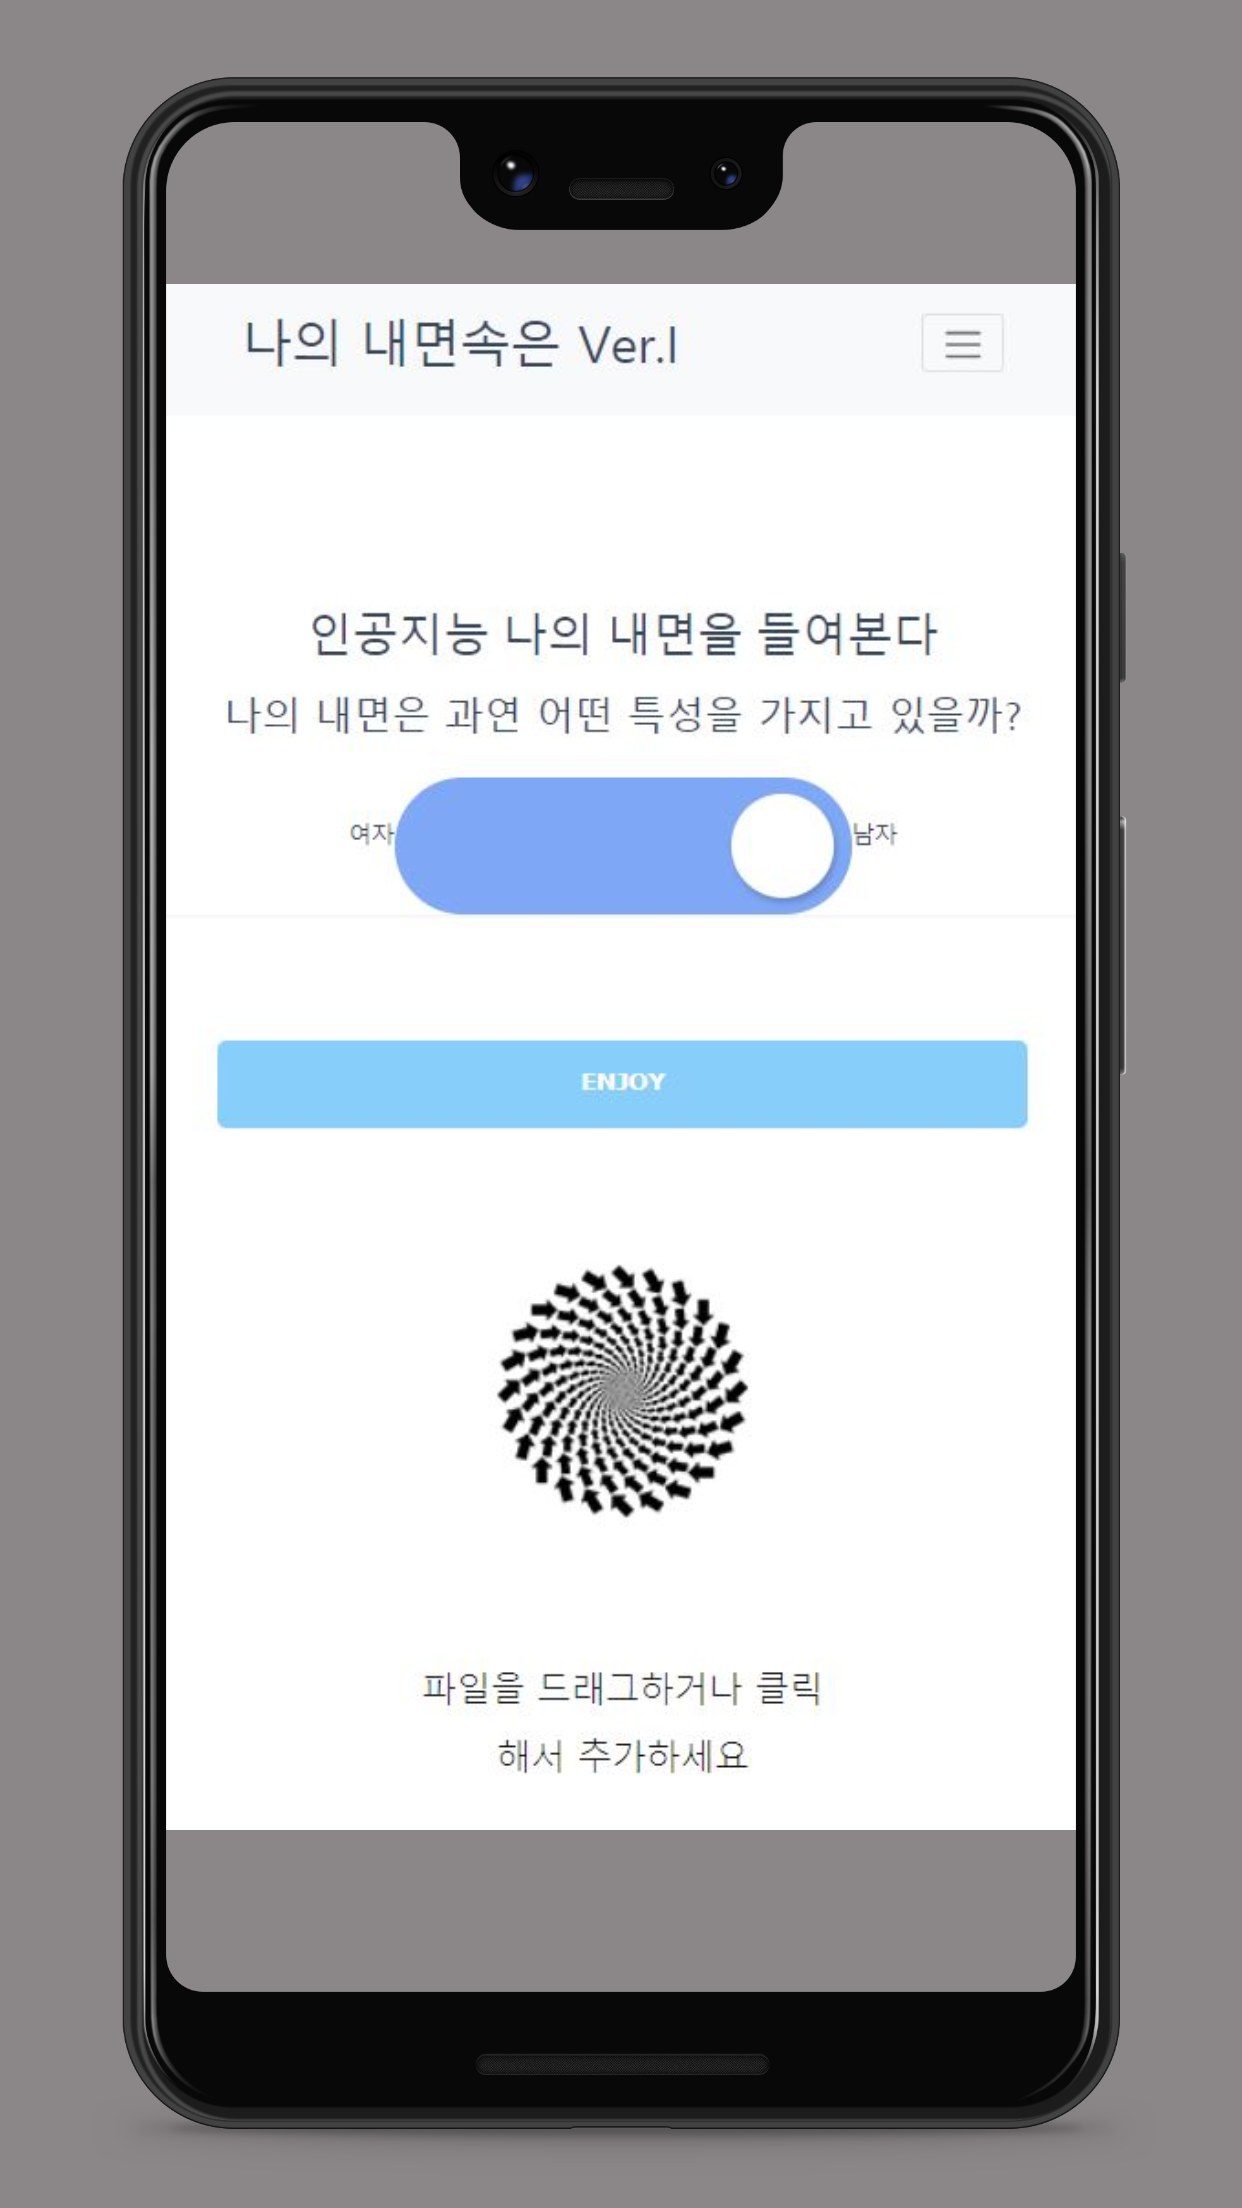 나의 내면속은 Ver.I
인공지능 나의 내면을 들여본다
나의 내면은 과연 어떤 특성을 가지고 있을까?
여자 남자
ENJOY
파일을 드래그하거나 클릭
해서 추가하세요